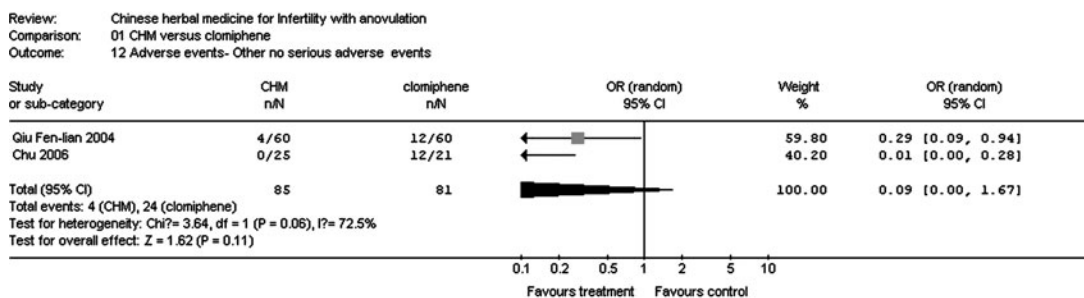 Review: Chinese herbal medicine for Infertility with anovulation
Comparison: 01 CHM versus clomiphene
Outcome: 12 Adverse events- Other no serious adverse events
Study CHM clomiphene OR (random) Weight OR (random)
or sub-category n/N n/N 95% CI % 95% CI
Qiu Fen-lian 2004 4/60 12/60 59.80 0.29 [0.09, 0.94]
Chu 2006 0/25 12/21 40.20 0.01 [0.00, 0.28]
Total (95% CI) 85 81 100.00 0.09 [0.00, 1.67]
Total events: 4 (CHM), 24 (clomiphene)
Test for heterogeneity: Chi?= 3.64, df = 1 (P = 0.06), I?= 72.5%
Test for overall effect: Z = 1.62 (P = 0.11)
0.1 0.2 0.5 1 2 5 10
Favours treatment Favours control